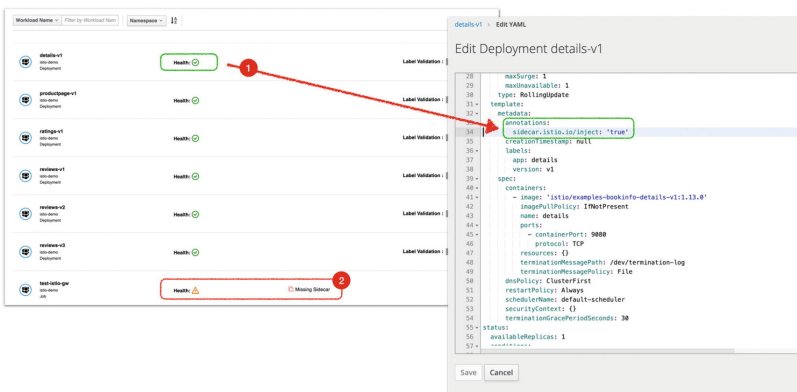 Workload Name Filter by Workload Nam Namespace
details-v1
istio-demo
Deployment
Health:
1
Label Validation :
productpage-v1
istio-demo
Deployment
Health:
Label Validation :
ratings-v1
istio-demo
Deployment
Health:
Label Validation :
reviews-v1
istio-demo
Deployment
Health:
Label Validation :
reviews-v2
istio-demo
Deployment
Health:
Label Validation :
reviews-v3
istio-demo
Deployment
Health:
Label Validation :
test-istio-gw
istio-demo
Job
Health:
Missing Sidecar
2
details-v1 > Edit YAML
Edit Deployment details-v1
28 maxSurge: 1
29 maxUnavailable: 1
30 type: RollingUpdate
31 template:
32 metadata:
33 annotations:
34 sidecar.istio.io/inject: 'true'
35 creationTimestamp: null
36 labels:
37 app: details
38 version: v1
39 spec:
40 containers:
41 - image: 'istio/examples-bookinfo-details-v1:1.13.0'
42 imagePullPolicy: IfNotPresent
43 name: details
44 ports:
45 - containerPort: 9080
46 protocol: TCP
47 resources: {}
48 terminationMessagePath: /dev/termination-log
49 terminationMessagePolicy: File
50 dnsPolicy: ClusterFirst
51 restartPolicy: Always
52 schedulerName: default-scheduler
53 securityContext: {}
54 terminationGracePeriodSeconds: 30
55 status:
56 availableReplicas: 1
57 conditions:
Save Cancel